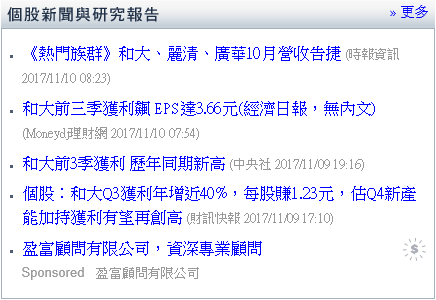 個股新聞與研究報告
» 更多
《熱門族群》和大、麗清、廣華10月營收告捷 (時報資訊
2017/11/10 08:23)
和大前三季獲利飆 EPS達3.66元(經濟日報，無內文)
(Moneydj理財網 2017/11/10 07:54)
和大前3季獲利 歷年同期新高 (中央社 2017/11/09 19:16)
個股：和大Q3獲利年增近40%，每股賺1.23元，估Q4新產
能加持獲利有望再創高 (財訊快報 2017/11/09 17:10)
盈富顧問有限公司，資深專業顧問
Sponsored 盈富顧問有限公司